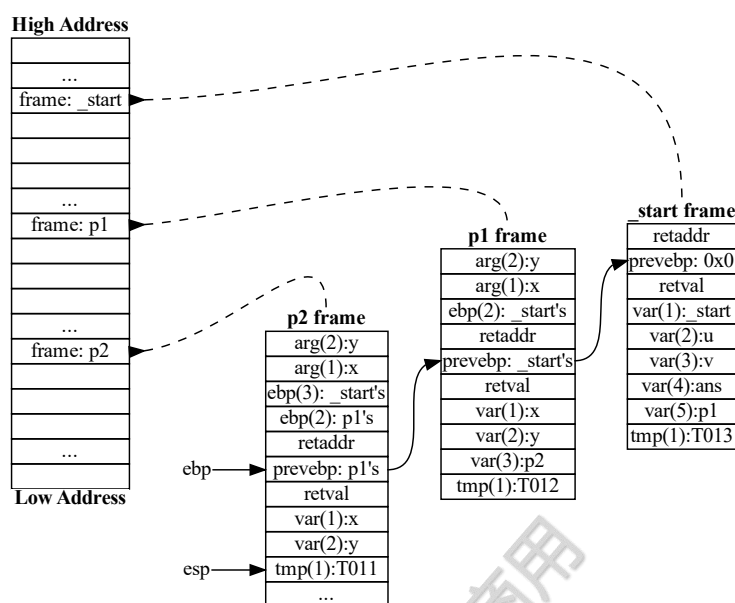 High Address
...
frame: _start
...
frame: p1
...
frame: p2
...
Low Address
p2 frame
arg(2):y
arg(1):x
ebp(3): _start's
ebp(2): p1's
retaddr
prevebp: p1's
retval
var(1):x
var(2):y
tmp(1):T011
...
ebp
esp
p1 frame
arg(2):y
arg(1):x
ebp(2): _start's
retaddr
prevebp: _start's
retval
var(1):x
var(2):y
var(3):p2
tmp(1):T012
_start frame
retaddr
prevebp: 0x0
retval
var(1):_start
var(2):u
var(3):v
var(4):ans
var(5):p1
tmp(1):T013
商用